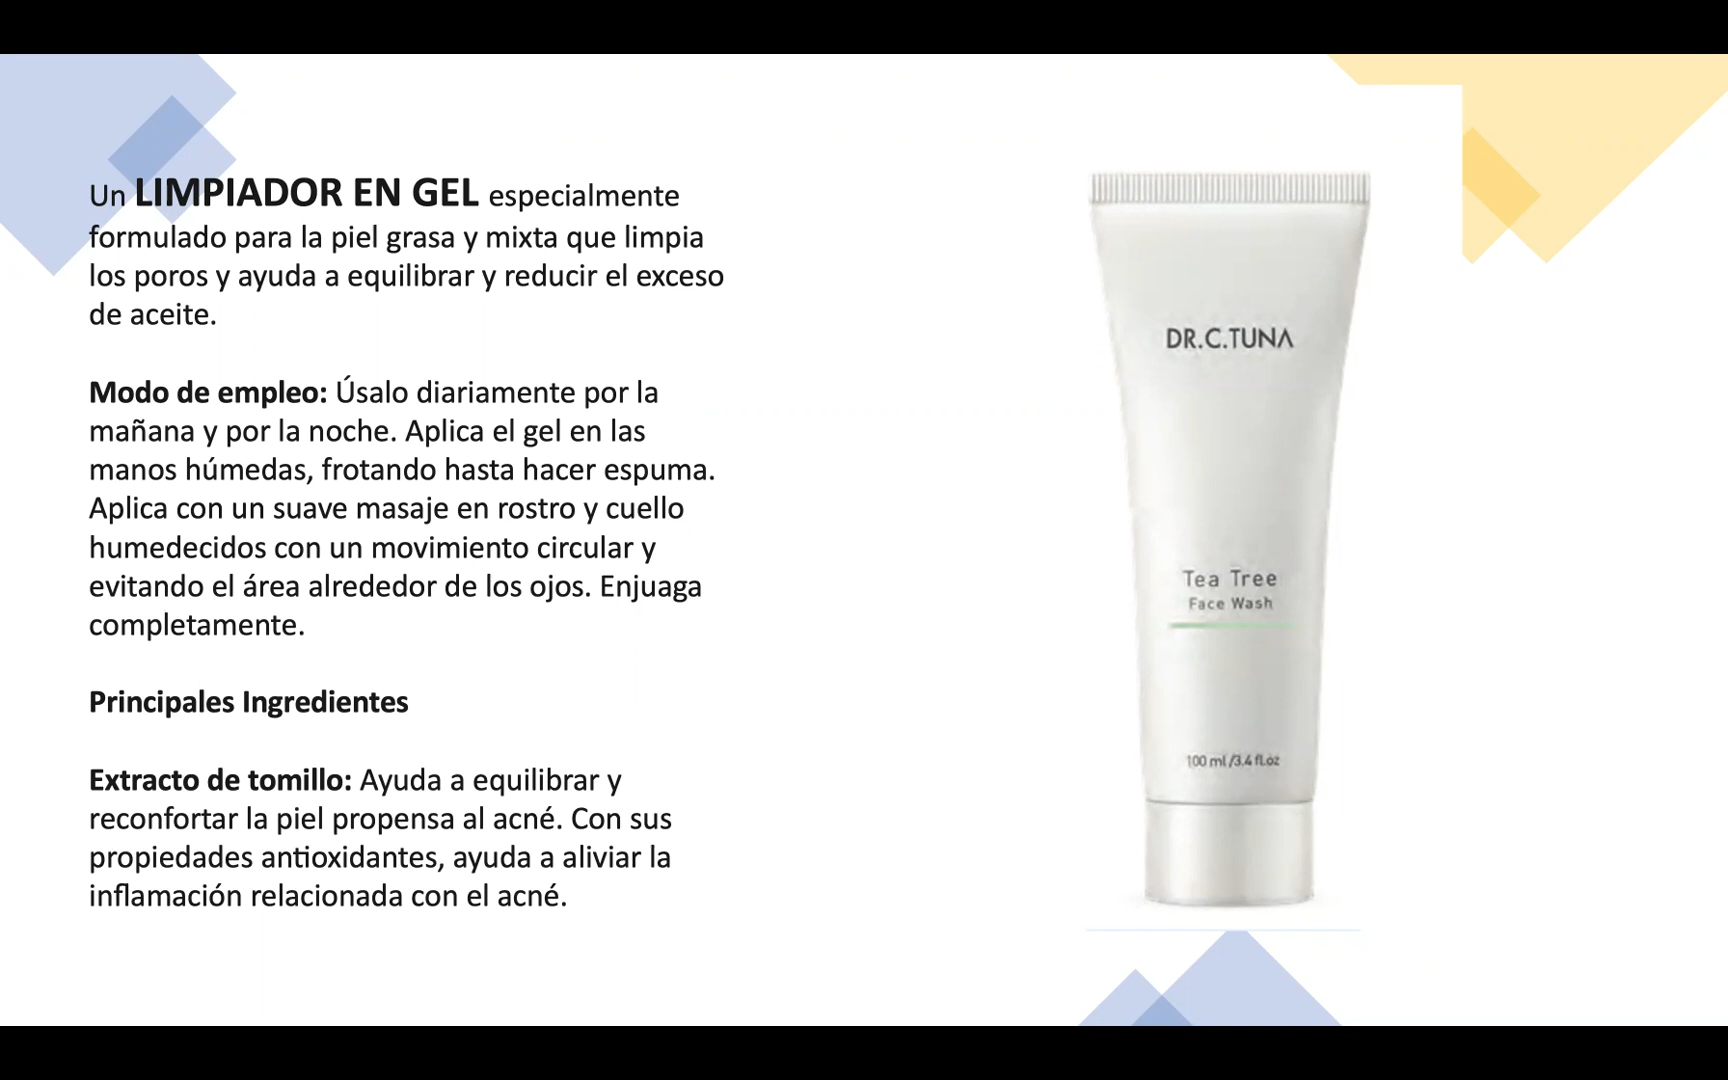 Un LIMPIADOR EN GEL especialmente
formulado para la piel grasa y mixta que limpia
los poros y ayuda a equilibrar y reducir el exceso
de aceite.
Modo de empleo: Úsalo diariamente por la
mañana y por la noche. Aplica el gel en las
manos húmedas, frotando hasta hacer espuma.
Aplica con un suave masaje en rostro y cuello
humedecidos con un movimiento circular y
evitando el área alrededor de los ojos. Enjuaga
completamente.
Principales Ingredientes
Extracto de tomillo: Ayuda a equilibrar y
reconfortar la piel propensa al acné. Con sus
propiedades antioxidantes, ayuda a aliviar la
inflamación relacionada con el acné.
DR.C.TUNA
Tea Tree
Face Wash
100 ml/3.4 fl.oz